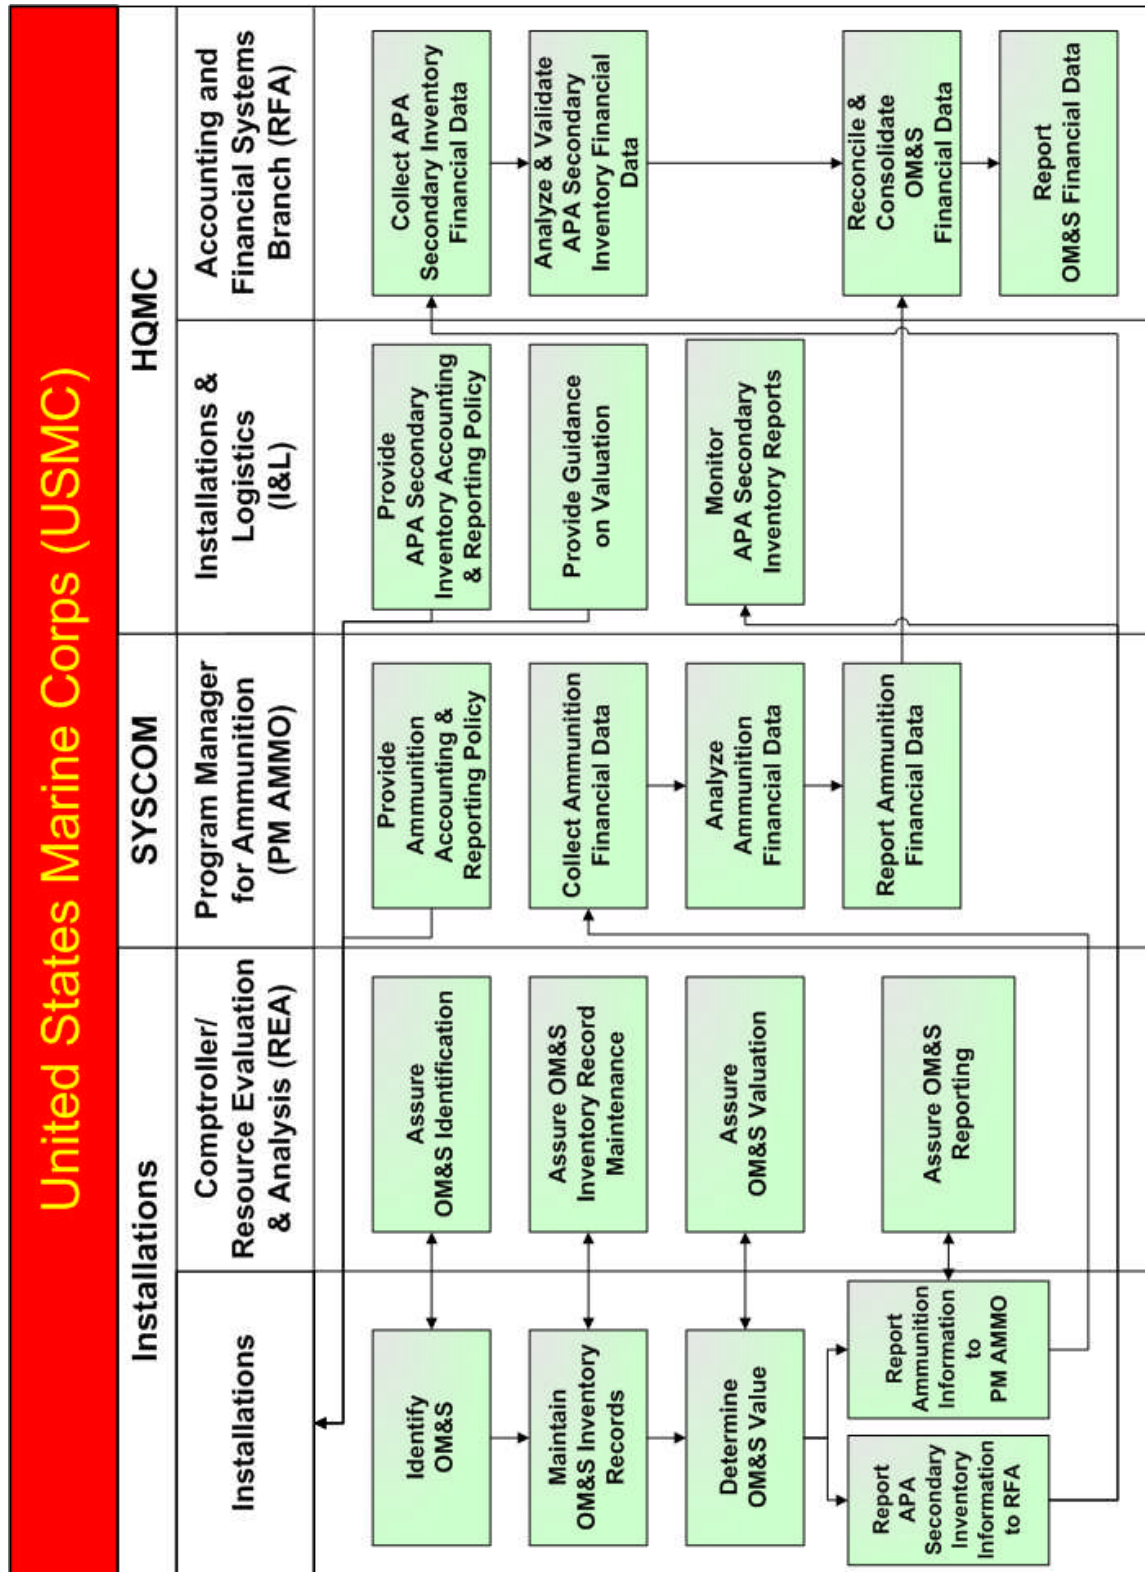 United States Marine Corps (USMC)
Installations
SYSCOM
HQMC
Installations
Comptroller/
Resource Evaluation
& Analysis (REA)
Program Manager
for Ammunition
(PM AMMO)
Installations &
Logistics
(I&L)
Accounting and
Financial Systems
Branch (RFA)
Identify
OM&S
Maintain
OM&S Inventory
Records
Determine
OM&S Value
Report
APA
Secondary
Inventory
Information
to RFA
Report
Ammunition
Information
to
PM AMMO
Assure
OM&S Identification
Assure OM&S
Inventory Record
Maintenance
Assure
OM&S Valuation
Assure OM&S
Reporting
Provide
Ammunition
Accounting &
Reporting Policy
Collect Ammunition
Financial Data
Analyze
Ammunition
Financial Data
Report Ammunition
Financial Data
Provide
APA Secondary
Inventory Accounting
& Reporting Policy
Provide Guidance
on Valuation
Monitor
APA Secondary
Inventory Reports
Collect APA
Secondary Inventory
Financial Data
Analyze & Validate
APA Secondary
Inventory Financial
Data
Reconcile &
Consolidate
OM&S
Financial Data
Report
OM&S Financial Data